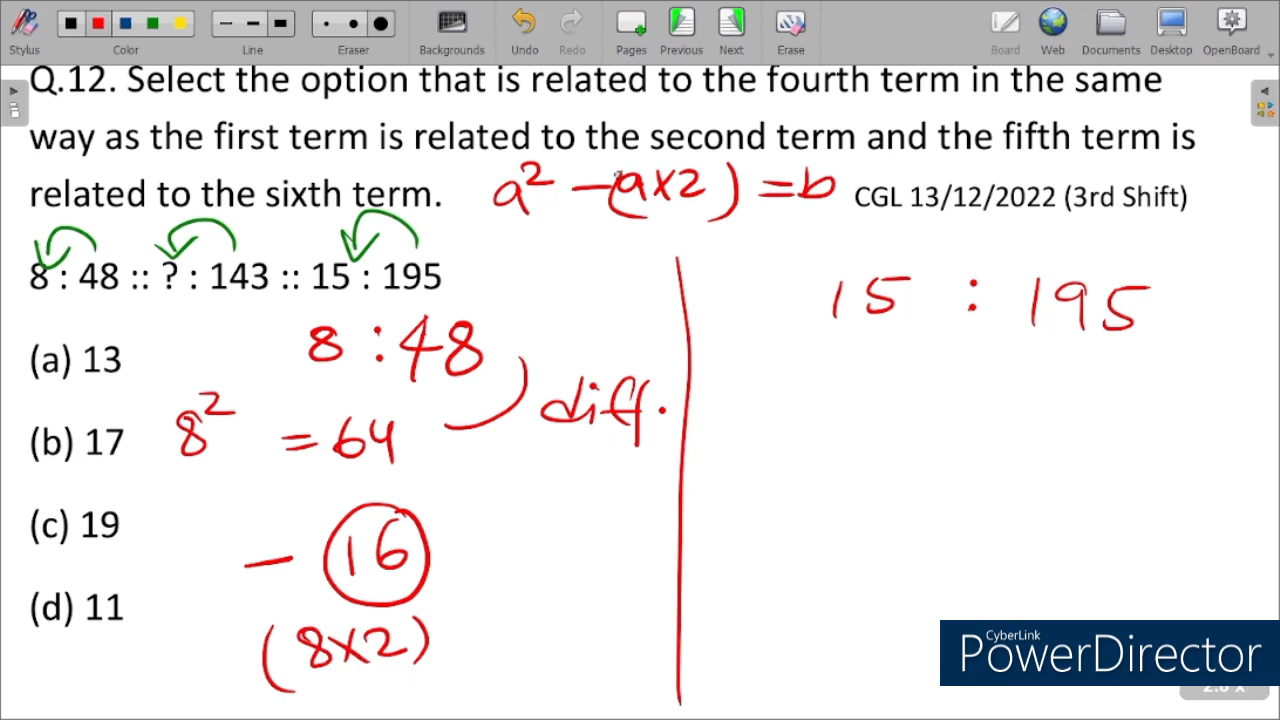 Stylus Color Line Eraser Backgrounds Undo Redo Pages Previous Next Erase Board Web Documents Desktop OpenBoard
Q.12. Select the option that is related to the fourth term in the same
way as the first term is related to the second term and the fifth term is
related to the sixth term.
a² - (a×2) = b
CGL 13/12/2022 (3rd Shift)
8 : 48 :: ? : 143 :: 15 : 195
15 : 195
8 : 48
(a) 13
diff.
8² = 64
(b) 17
(c) 19
- 16
(d) 11
(8×2)
CyberLink
PowerDirector
2.0 x